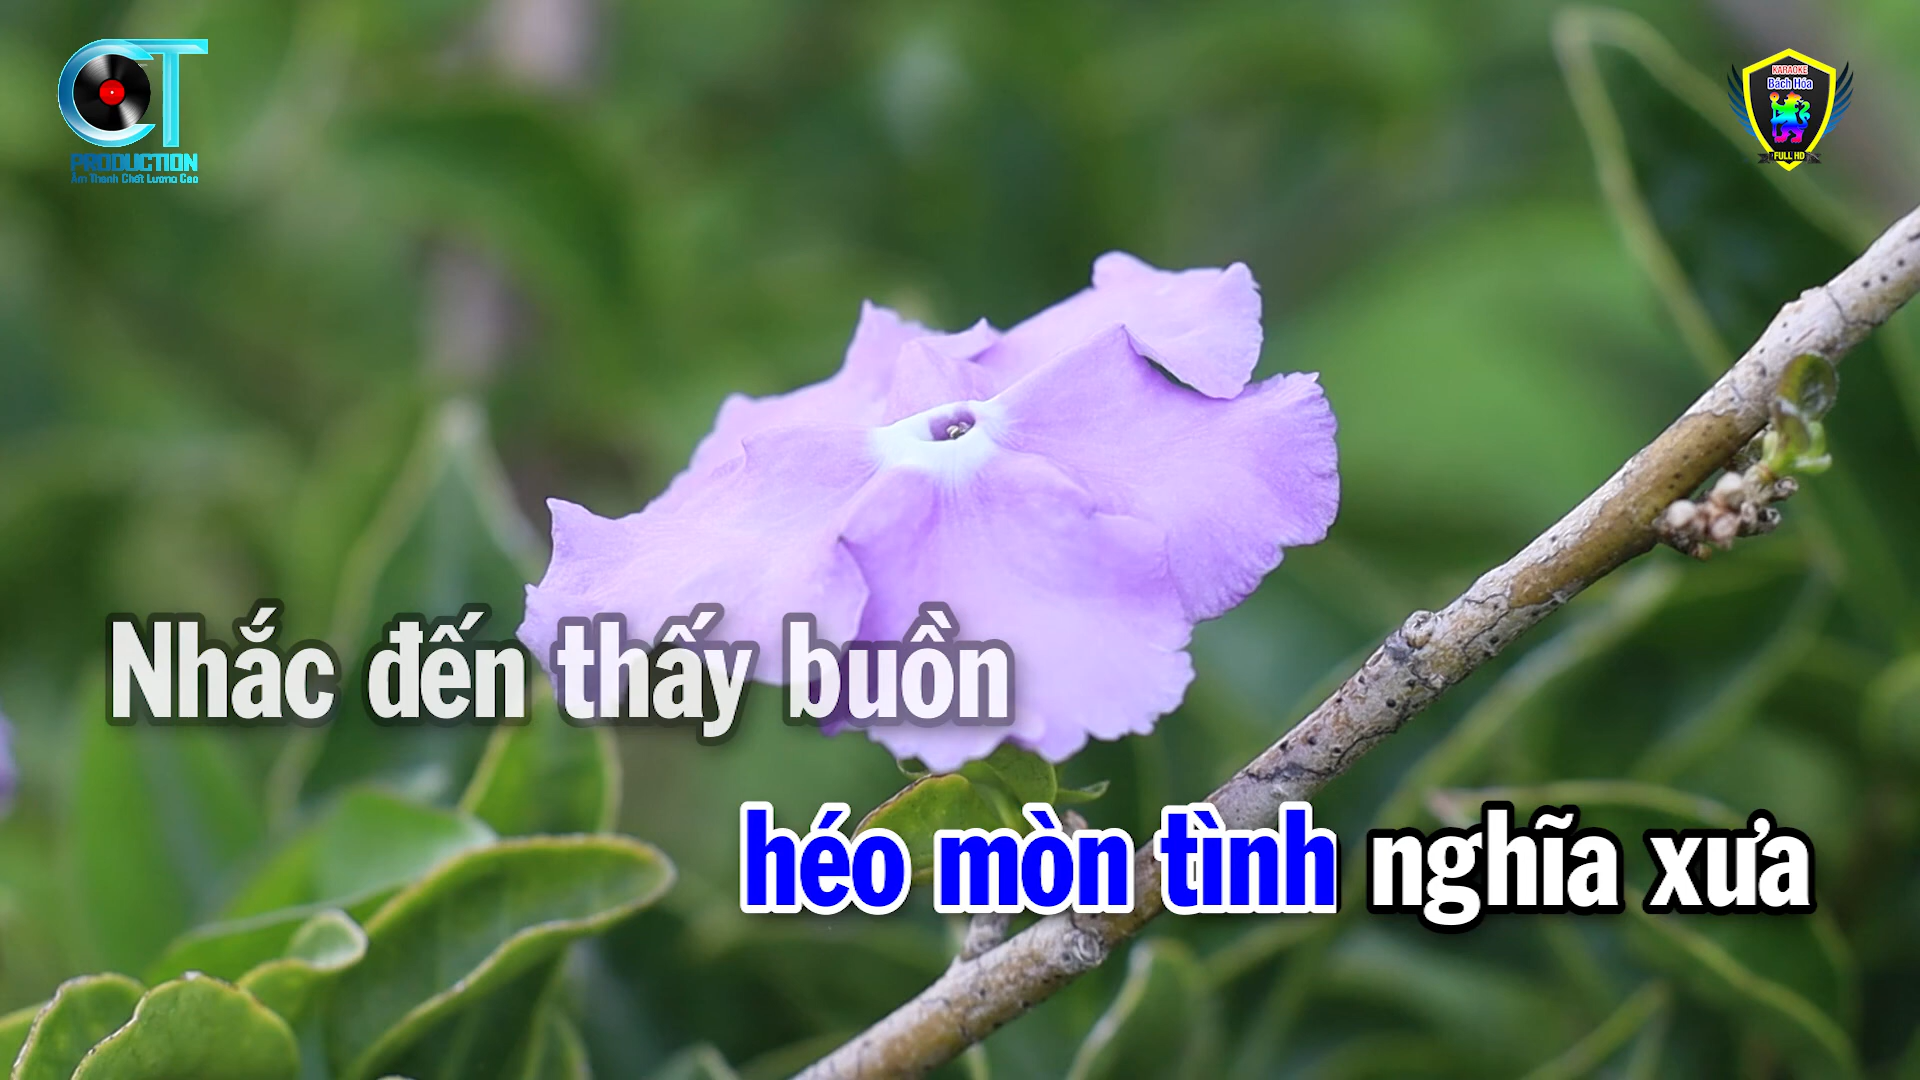 CT
PRODUCTION
Âm Thanh Chất Lượng Cao
KARAOKE
Bách Hóa
FULL HD
Nhắc đến thấy buồn
héo mòn tình nghĩa xưa